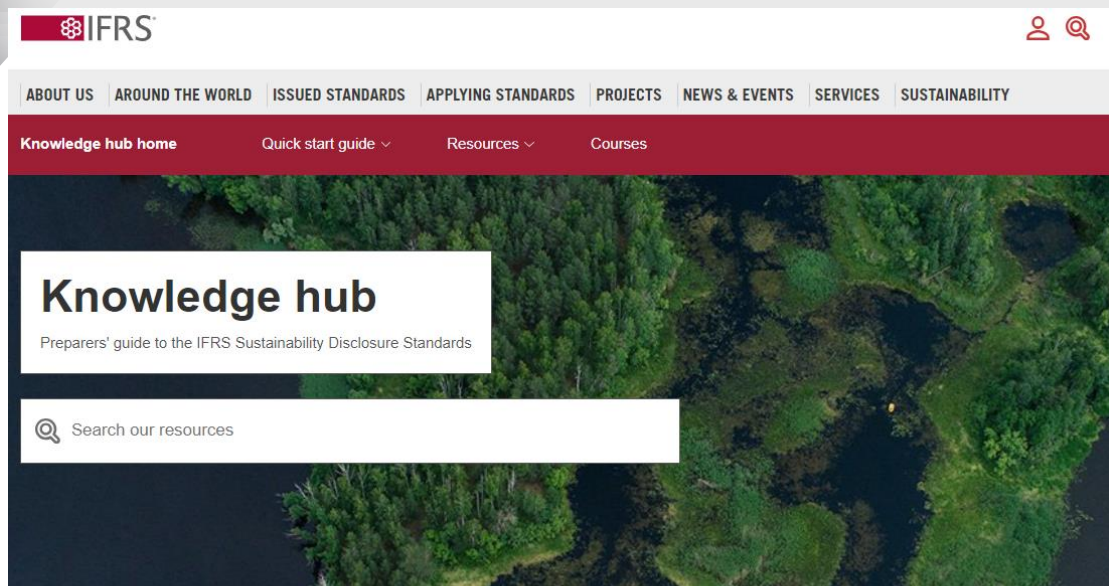 IFRS
ABOUT US AROUND THE WORLD ISSUED STANDARDS APPLYING STANDARDS PROJECTS NEWS & EVENTS SERVICES SUSTAINABILITY
Knowledge hub home Quick start guide Resources Courses
Knowledge hub
Preparers' guide to the IFRS Sustainability Disclosure Standards
Search our resources